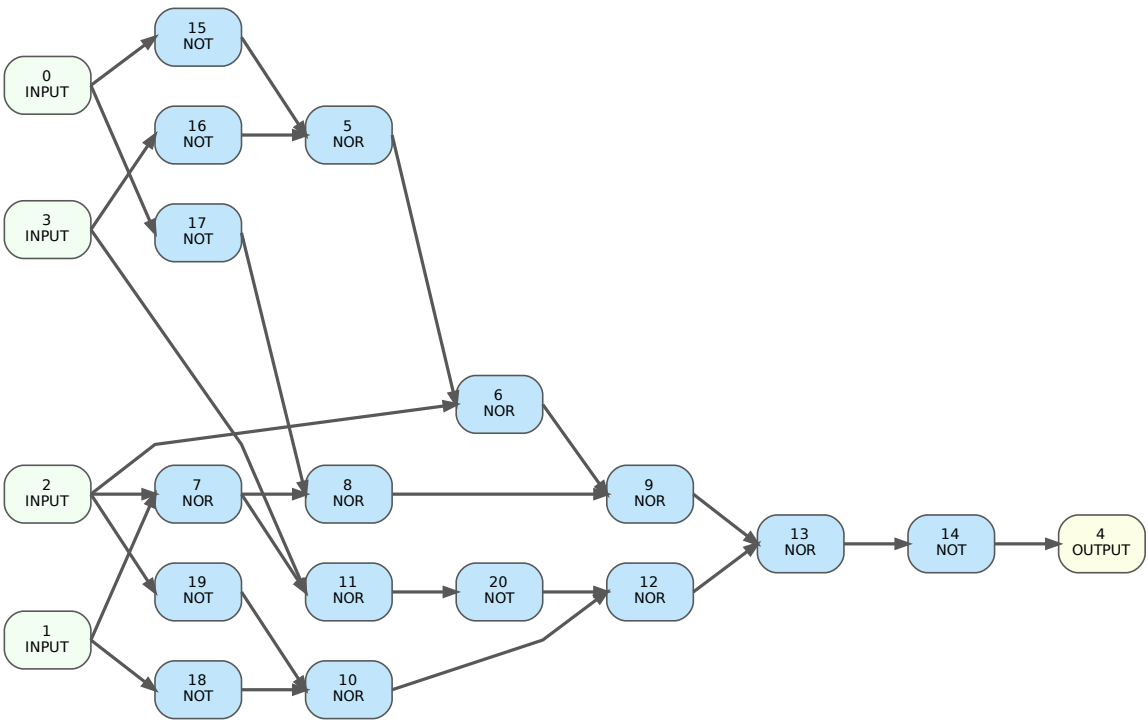 15
NOT
0
INPUT
16
NOT
5
NOR
3
INPUT
17
NOT
6
NOR
2
INPUT
7
NOR
8
NOR
9
NOR
13
NOR
14
NOT
4
OUTPUT
19
NOT
11
NOR
20
NOT
12
NOR
1
INPUT
18
NOT
10
NOR